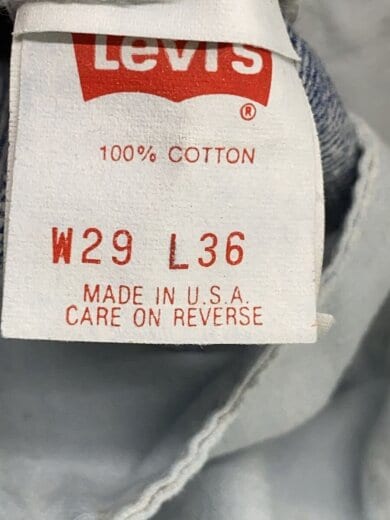 Levi's
®
100% COTTON
W29 L36
MADE IN U.S.A.
CARE ON REVERSE